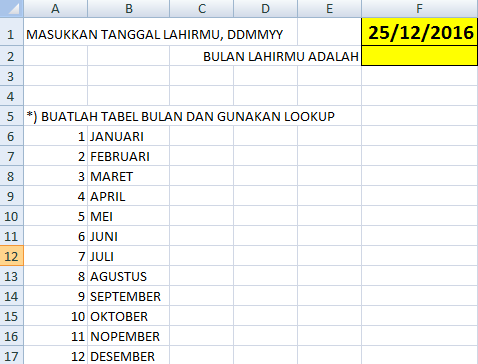 A B C D E F
1 MASUKKAN TANGGAL LAHIRMU, DDMMYY 25/12/2016
2 BULAN LAHIRMU ADALAH
3
4
5 *) BUATLAH TABEL BULAN DAN GUNAKAN LOOKUP
6 1 JANUARI
7 2 FEBRUARI
8 3 MARET
9 4 APRIL
10 5 MEI
11 6 JUNI
12 7 JULI
13 8 AGUSTUS
14 9 SEPTEMBER
15 10 OKTOBER
16 11 NOPEMBER
17 12 DESEMBER